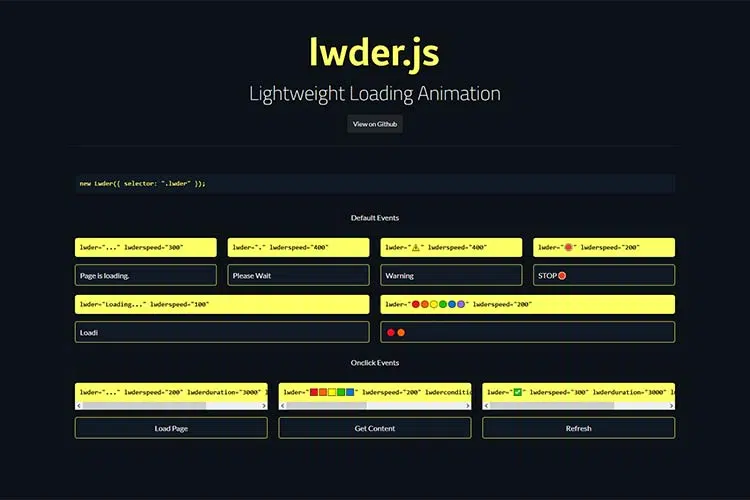 lwder.js
Lightweight Loading Animation
View on Github
new Lwder({ selector: ".lwder" });
Default Events
lwder="..." lwderspeed="300"
lwder="." lwderspeed="400"
lwder="⚠️" lwderspeed="400"
lwder="🛑" lwderspeed="200"
Page is loading.
Please Wait
Warning
STOP🛑
lwder="Loading..." lwderspeed="100"
lwder="🔴🟠🟡🟢🔵🟣" lwderspeed="200"
Loadi
🔴🟠
Onclick Events
lwder="..." lwderspeed="200" lwderduration="3000" l
lwder="🟥🟧🟨🟩🟦" lwderspeed="200" lwderconditio
lwder="✅" lwderspeed="300" lwderduration="3000" l
Load Page
Get Content
Refresh